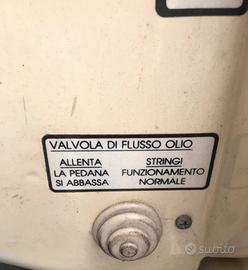 VALVOLA DI FLUSSO OLIO
ALLENTA STRINGI
LA PEDANA FUNZIONAMENTO
SI ABBASSA NORMALE
subito